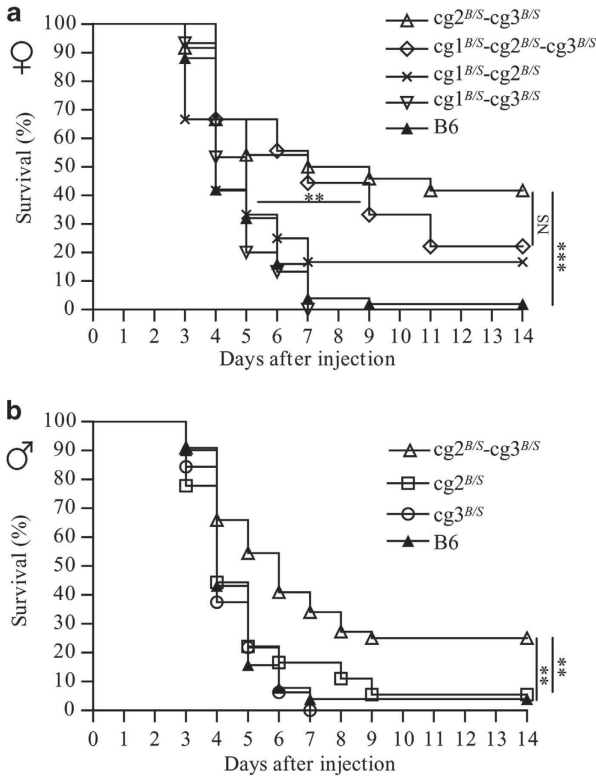 a
♀
Survival (%)
100
90
80
70
60
50
40
30
20
10
0
0 1 2 3 4 5 6 7 8 9 10 11 12 13 14
Days after injection
cg2B/S-cg3B/S
cg1B/S-cg2B/S-cg3B/S
cg1B/S-cg2B/S
cg1B/S-cg3B/S
B6
**
NS
***
b
♂
Survival (%)
100
90
80
70
60
50
40
30
20
10
0
0 1 2 3 4 5 6 7 8 9 10 11 12 13 14
Days after injection
cg2B/S-cg3B/S
cg2B/S
cg3B/S
B6
**
**